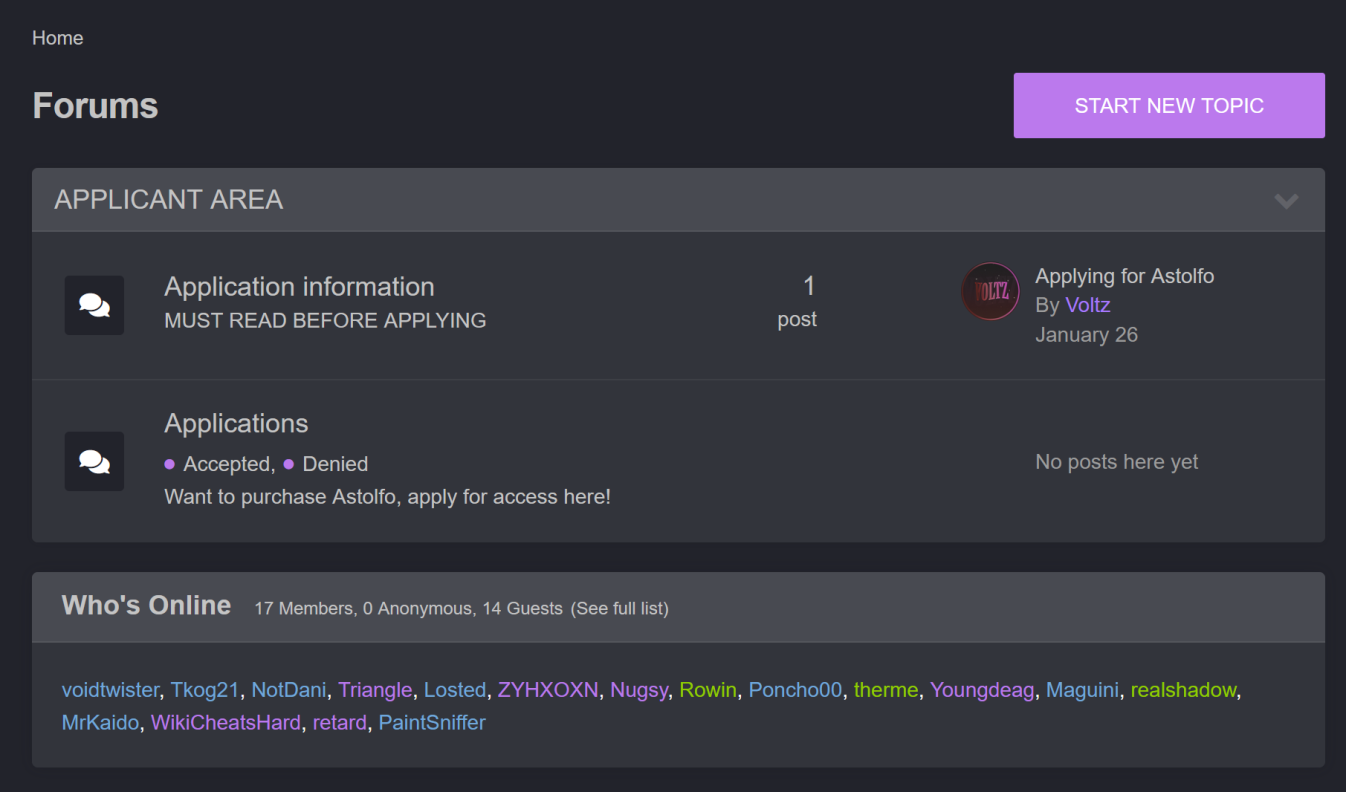 Home
Forums
START NEW TOPIC
APPLICANT AREA
Application information
MUST READ BEFORE APPLYING
1
post
VOLTZ
Applying for Astolfo
By Voltz
January 26
Applications
Accepted, Denied
Want to purchase Astolfo, apply for access here!
No posts here yet
Who's Online 17 Members, 0 Anonymous, 14 Guests (See full list)
voidtwister, Tkog21, NotDani, Triangle, Losted, ZYHXOXN, Nugsy, Rowin, Poncho00, therme, Youngdeag, Maguini, realshadow,
MrKaido, WikiCheatsHard, retard, PaintSniffer